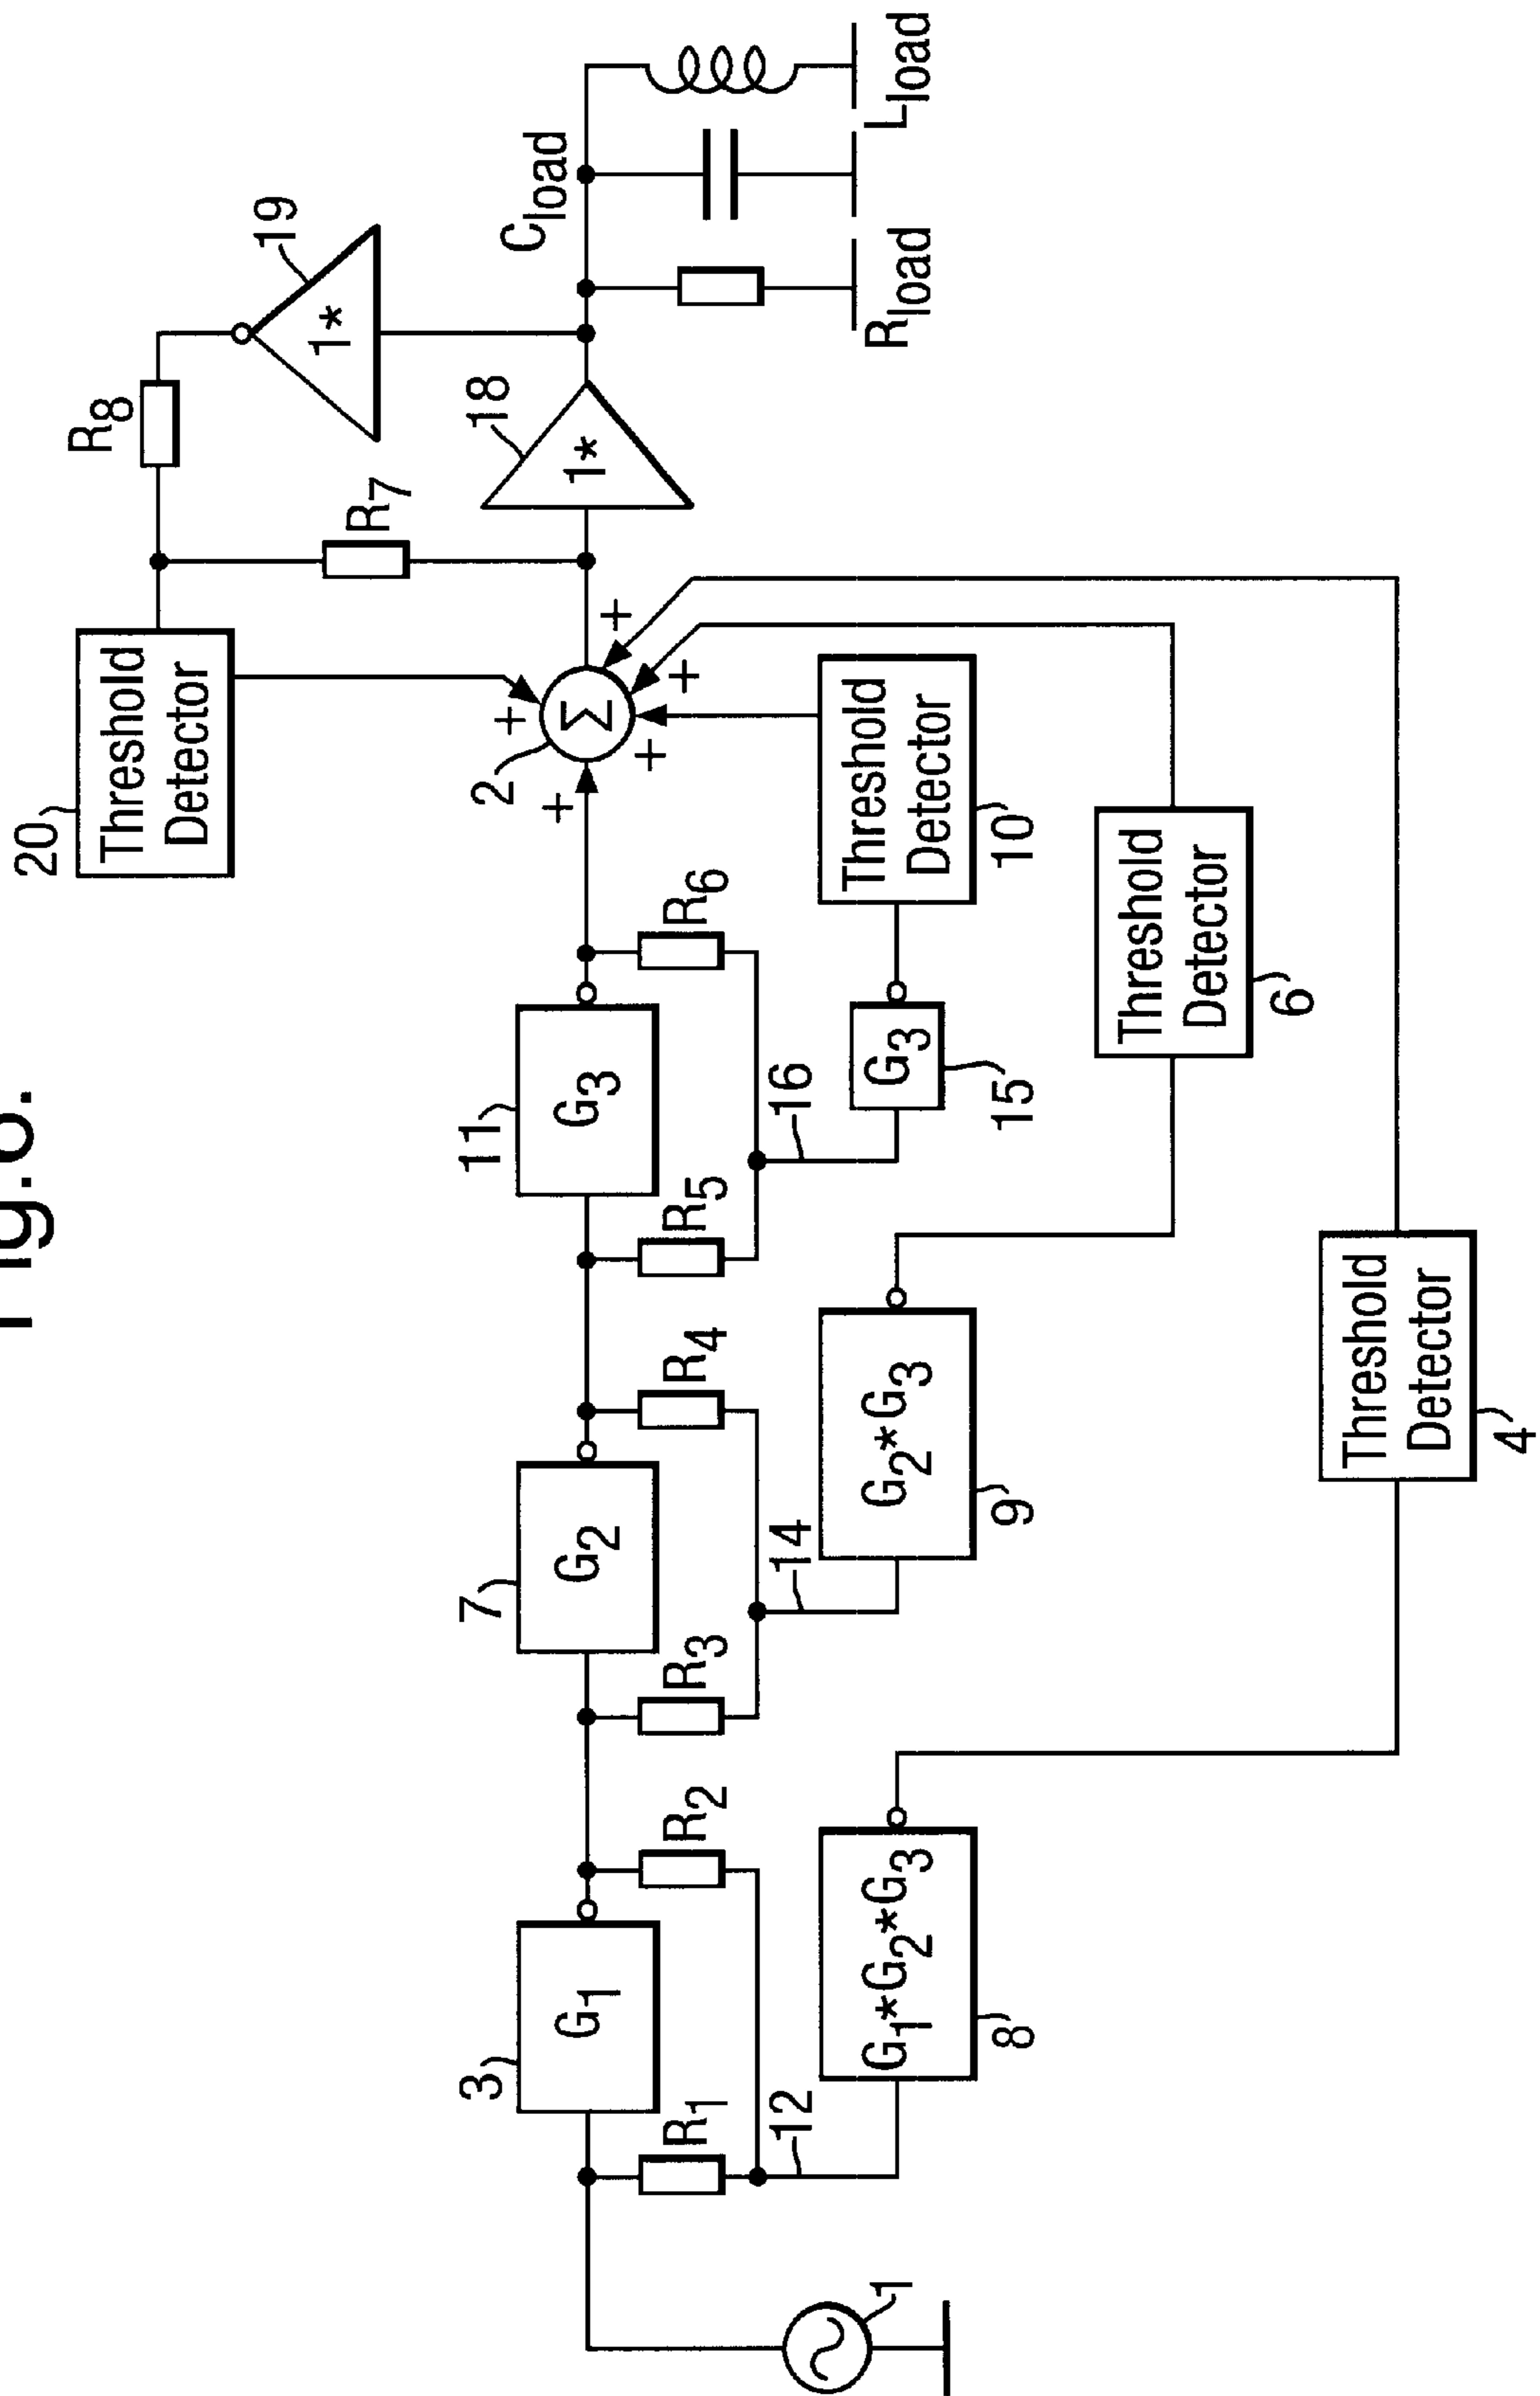 Fig.
20
Threshold
Detector
R8
19
1*
R7
3
G1
7
G2
11
G3
2
+
+
+
+
+
Σ
18
1*
Cload
R1
R2
R3
R4
R5
R6
12
14
16
Rload
Lload
1
G1*G2*G3
8
G2*G3
9
G3
15
Threshold
Detector
10
Threshold
Detector
6
Threshold
Detector
4